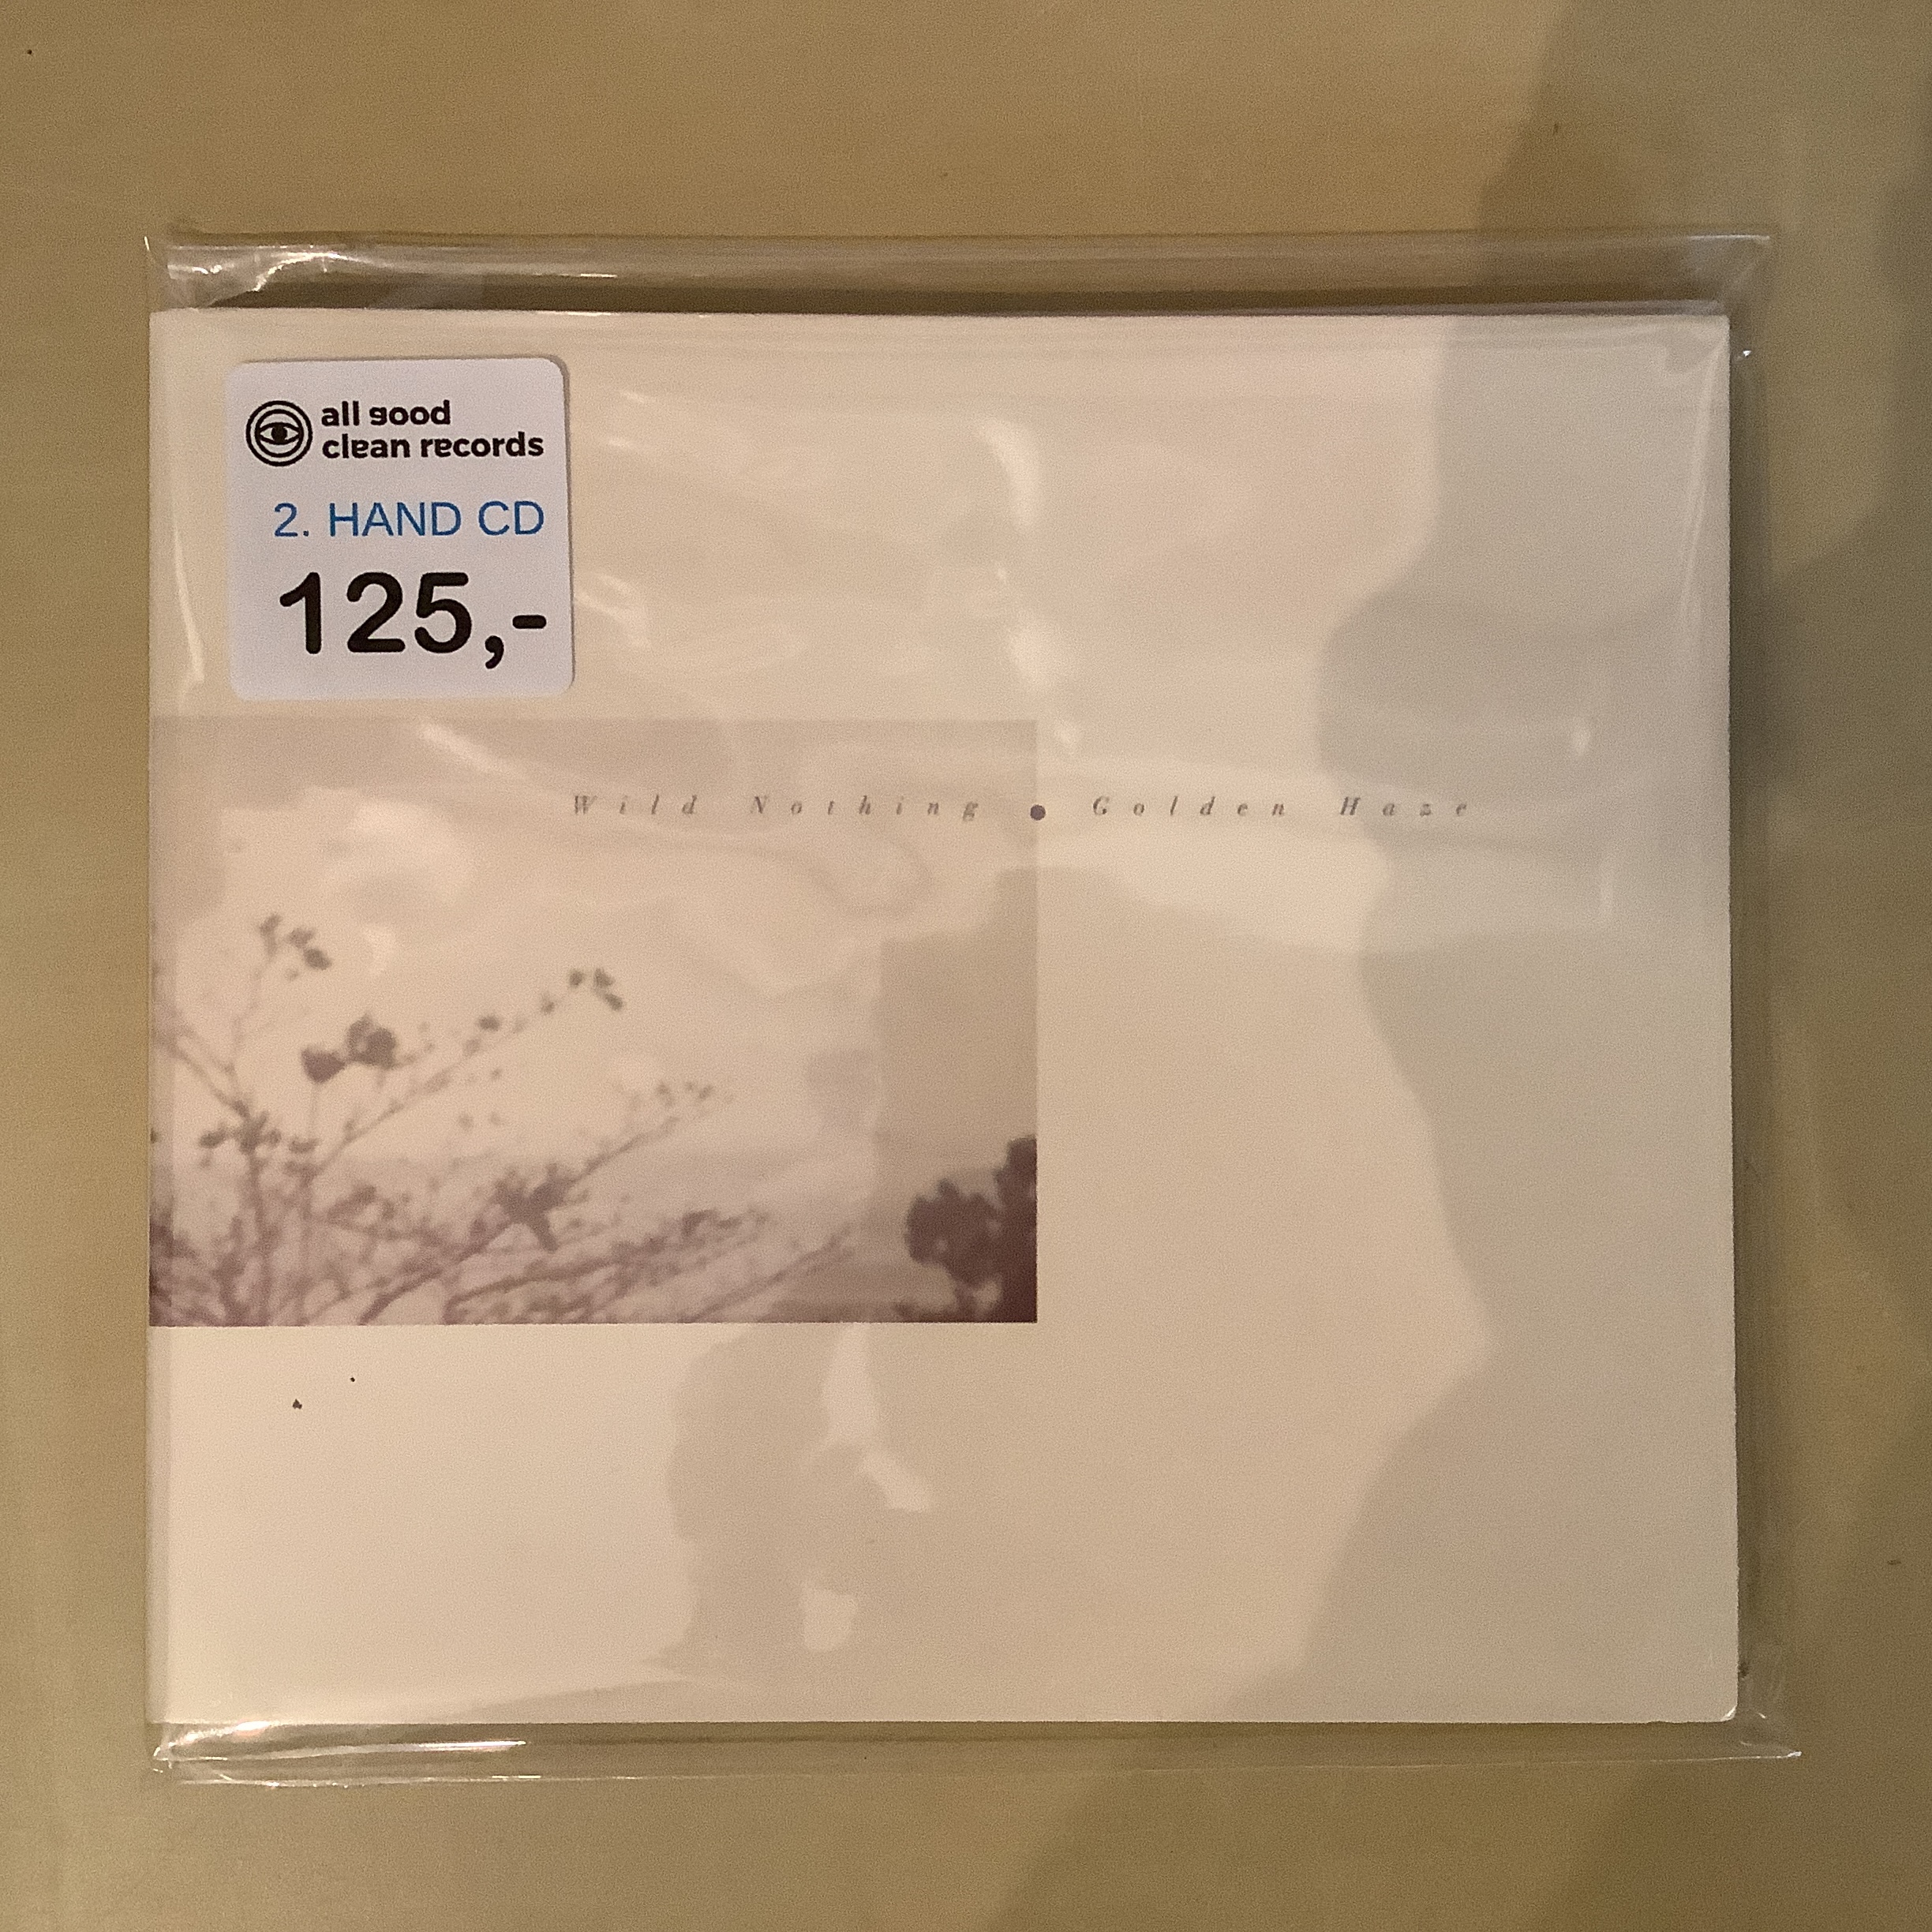 all good
clean records
2. HAND CD
125,-
Wild Nothing • Golden Haze